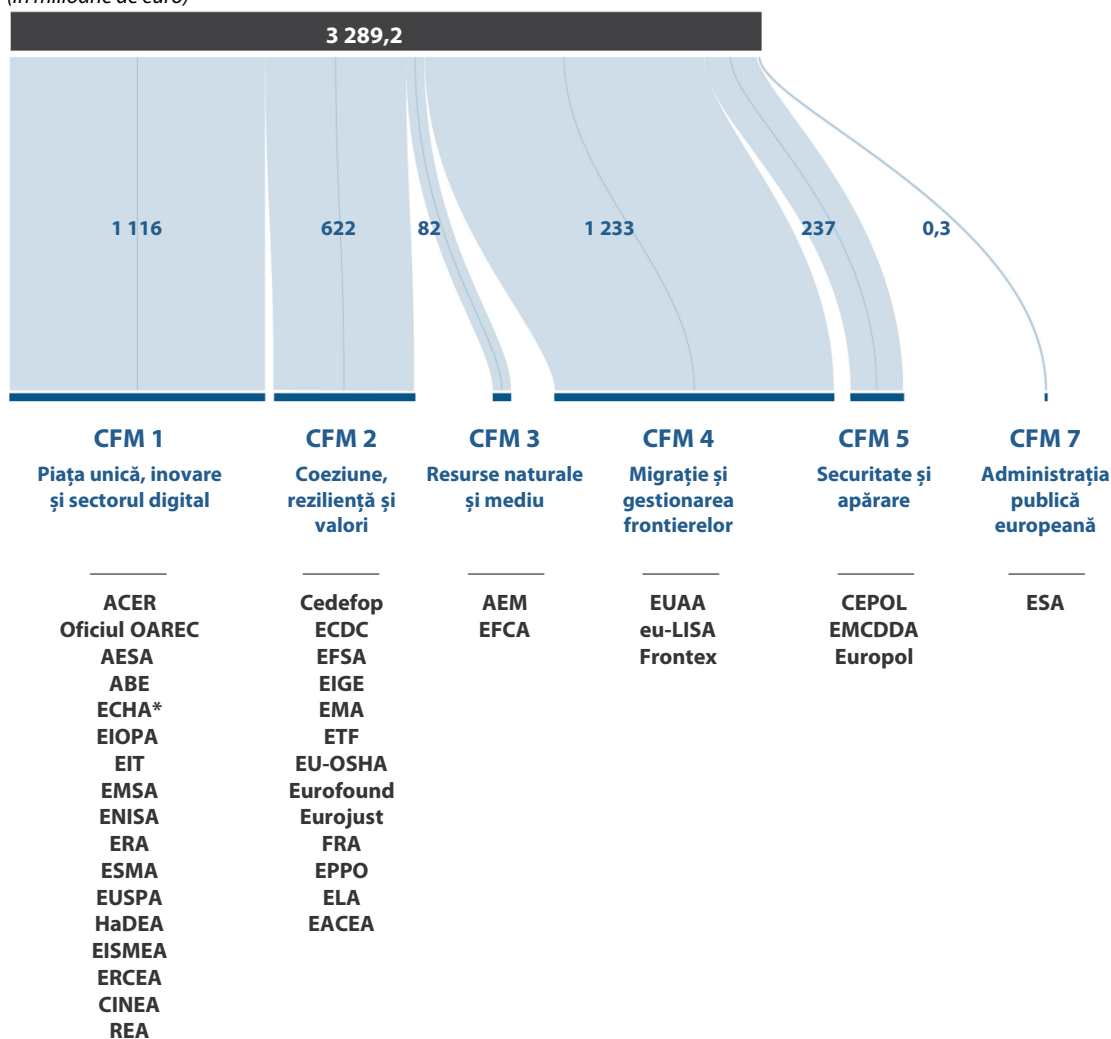 (în milioane de euro)
3 289,2
1 116
622
82
1 233
237
0,3
CFM 1
Piața unică, inovare
și sectorul digital
ACER
Oficiul OAREC
AESA
ABE
ECHA*
EIOPA
EIT
EMSA
ENISA
ERA
ESMA
EUSPA
HaDEA
EISMEA
ERCEA
CINEA
REA
CFM 2
Coeziune,
reziliență și
valori
Cedefop
ECDC
EFSA
EIGE
EMA
ETF
EU-OSHA
Eurofound
Eurojust
FRA
EPPO
ELA
EACEA
CFM 3
Resurse naturale
și mediu
AEM
EFCA
CFM 4
Migrație și
gestionarea
frontierelor
EUAA
eu-LISA
Frontex
CFM 5
Securitate și
apărare
CEPOL
EMCDDA
Europol
CFM 7
Administrația
publică
europeană
ESA